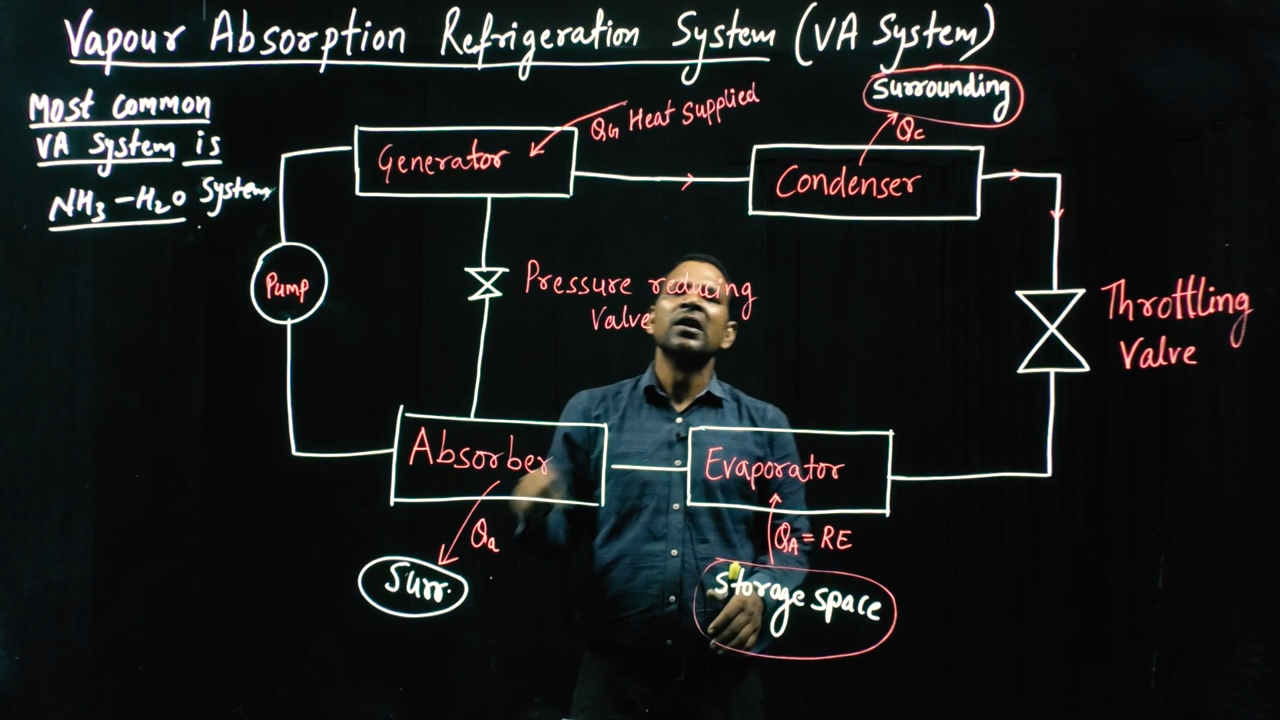 Vapour Absorption Refrigeration System (VA System)
Most common
VA System is
NH3-H2O System
Generator
QG Heat Supplied
Surrounding
Qc
Condenser
Pump
Pressure reducing
Valve
Throttling
Valve
Absorber
Evaporator
Qa
QA = RE
Surr.
Storage space